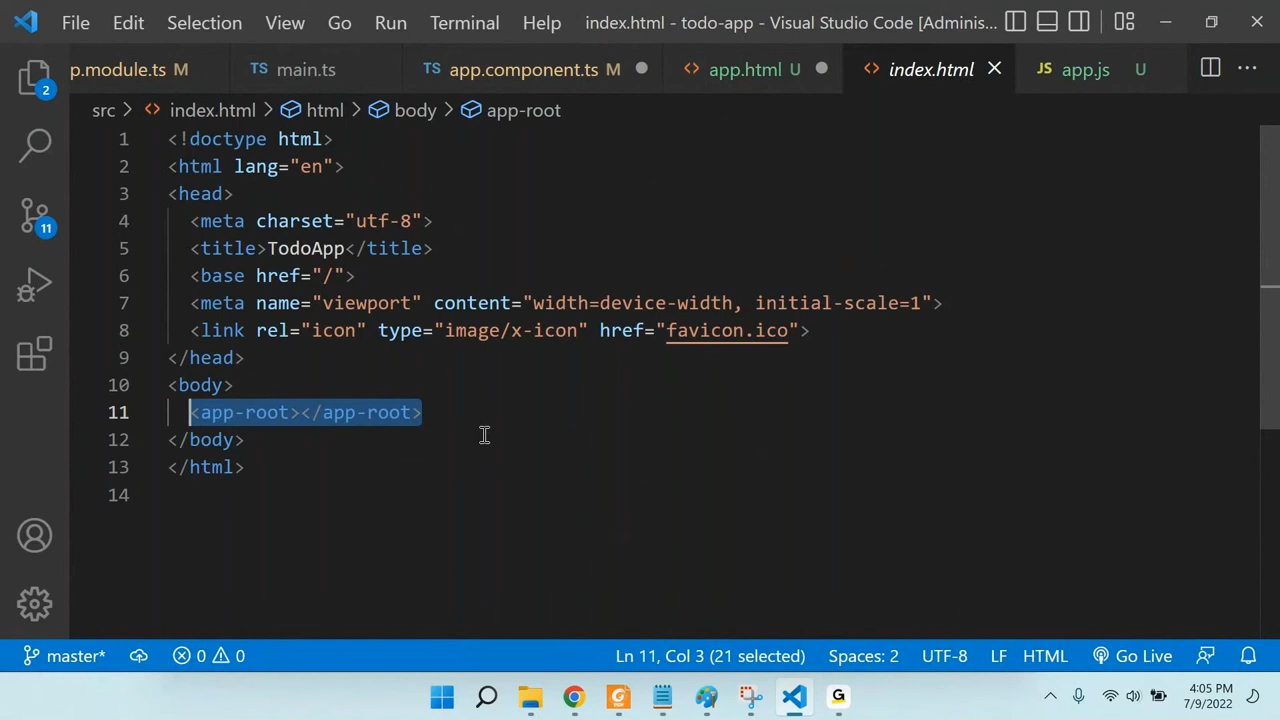 File Edit Selection View Go Run Terminal Help index.html - todo-app - Visual Studio Code [Adminis...
p.module.ts M TS main.ts TS app.component.ts M app.html U index.html JS app.js U
src index.html html body app-root
1 <!doctype html>
2 <html lang="en">
3 <head>
4 <meta charset="utf-8">
5 <title>TodoApp</title>
6 <base href="/">
7 <meta name="viewport" content="width=device-width, initial-scale=1">
8 <link rel="icon" type="image/x-icon" href="favicon.ico">
9 </head>
10 <body>
11 <app-root></app-root>
12 </body>
13 </html>
14
2
11
master* 0 0 Ln 11, Col 3 (21 selected) Spaces: 2 UTF-8 LF HTML Go Live
G 4:05 PM
7/9/2022